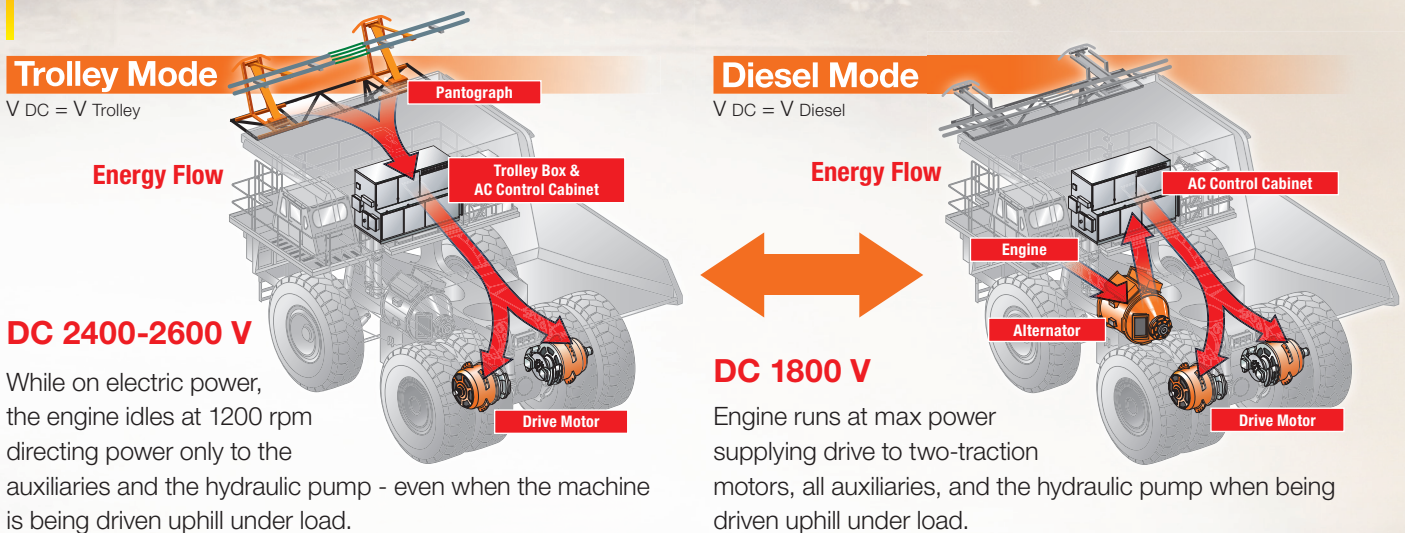 Trolley Mode
V DC = V Trolley
Pantograph
Energy Flow
Trolley Box &
AC Control Cabinet
DC 2400-2600 V
While on electric power,
the engine idles at 1200 rpm
directing power only to the
auxiliaries and the hydraulic pump - even when the machine
is being driven uphill under load.
Drive Motor
Diesel Mode
V DC = V Diesel
Energy Flow
AC Control Cabinet
Engine
Alternator
DC 1800 V
Engine runs at max power
supplying drive to two-traction
motors, all auxiliaries, and the hydraulic pump when being
driven uphill under load.
Drive Motor